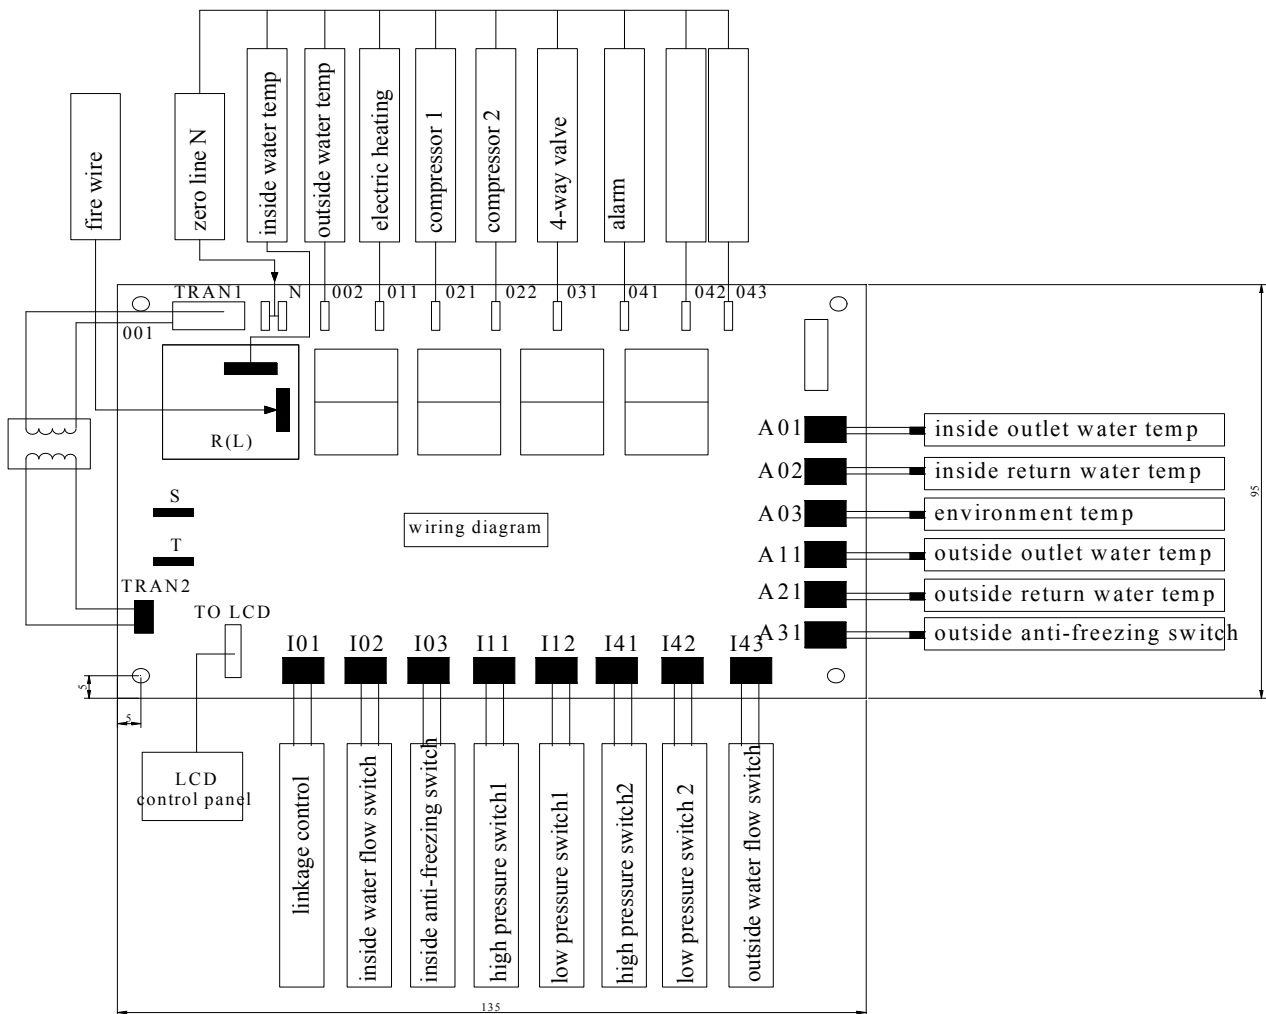 fire wire
zero line N
inside water temp
outside water temp
electric heating
compressor 1
compressor 2
4-way valve
alarm
TRAN1
N
002
011
021
022
031
041
042
043
001
R(L)
S
T
TRAN2
TO LCD
wiring diagram
A01
inside outlet water temp
A02
inside return water temp
A03
environment temp
A11
outside outlet water temp
A21
outside return water temp
A31
outside anti-freezing switch
95
I01
I02
I03
I11
I12
I41
I42
I43
5
5
LCD
control panel
linkage control
inside water flow switch
inside anti-freezing switch
high pressure switch1
low pressure switch1
high pressure switch2
low pressure switch 2
outside water flow switch
135